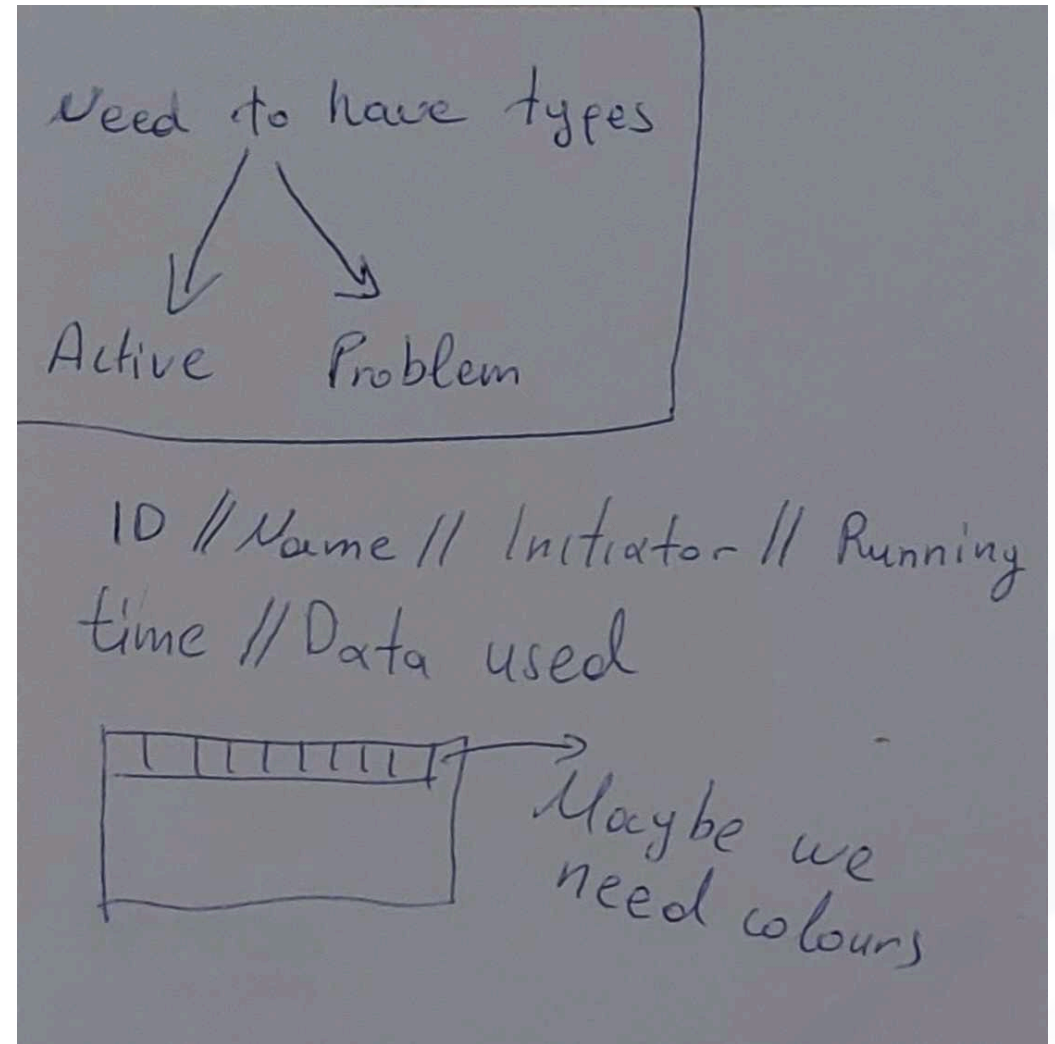 Need to have types
Active Problem
ID // Name // Initiator // Running
time // Data used
Maybe we
need colours